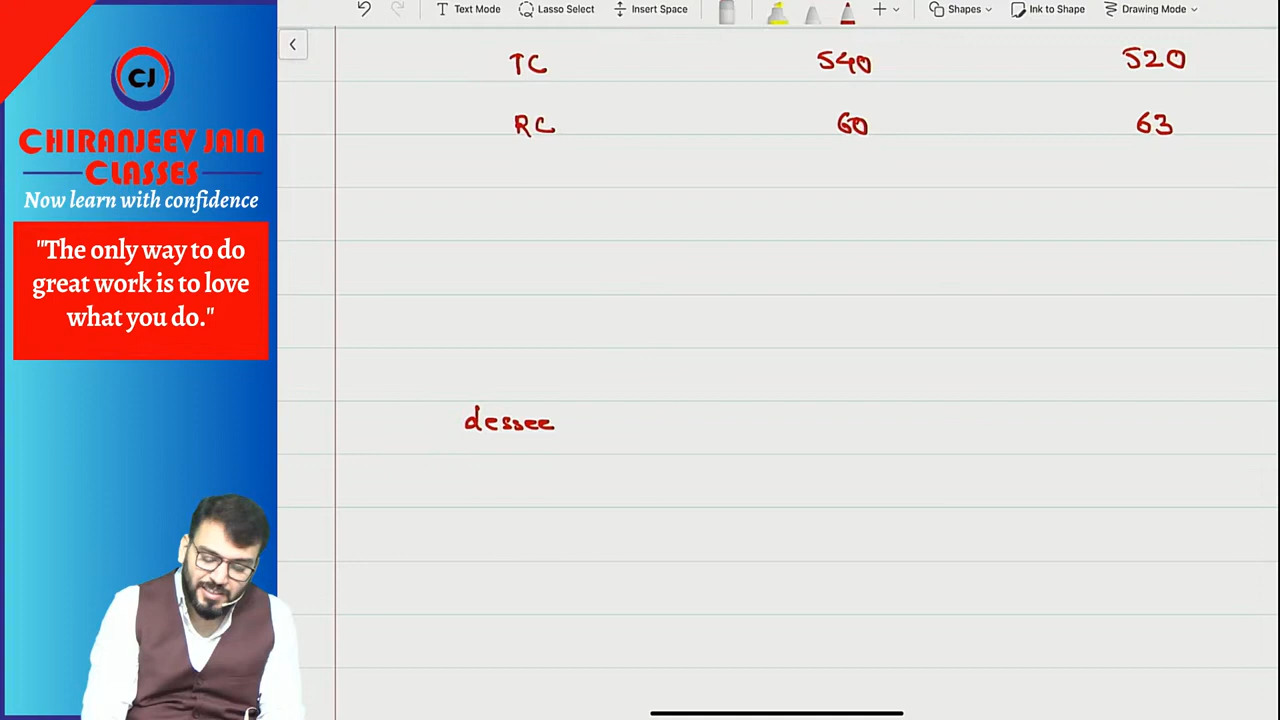 Text Mode Lasso Select Insert Space Shapes Ink to Shape Drawing Mode
CJ
CHIRANJEEV JAIN
CLASSES
Now learn with confidence
"The only way to do
great work is to love
what you do."
TC 540 520
RC 60 63
dessee